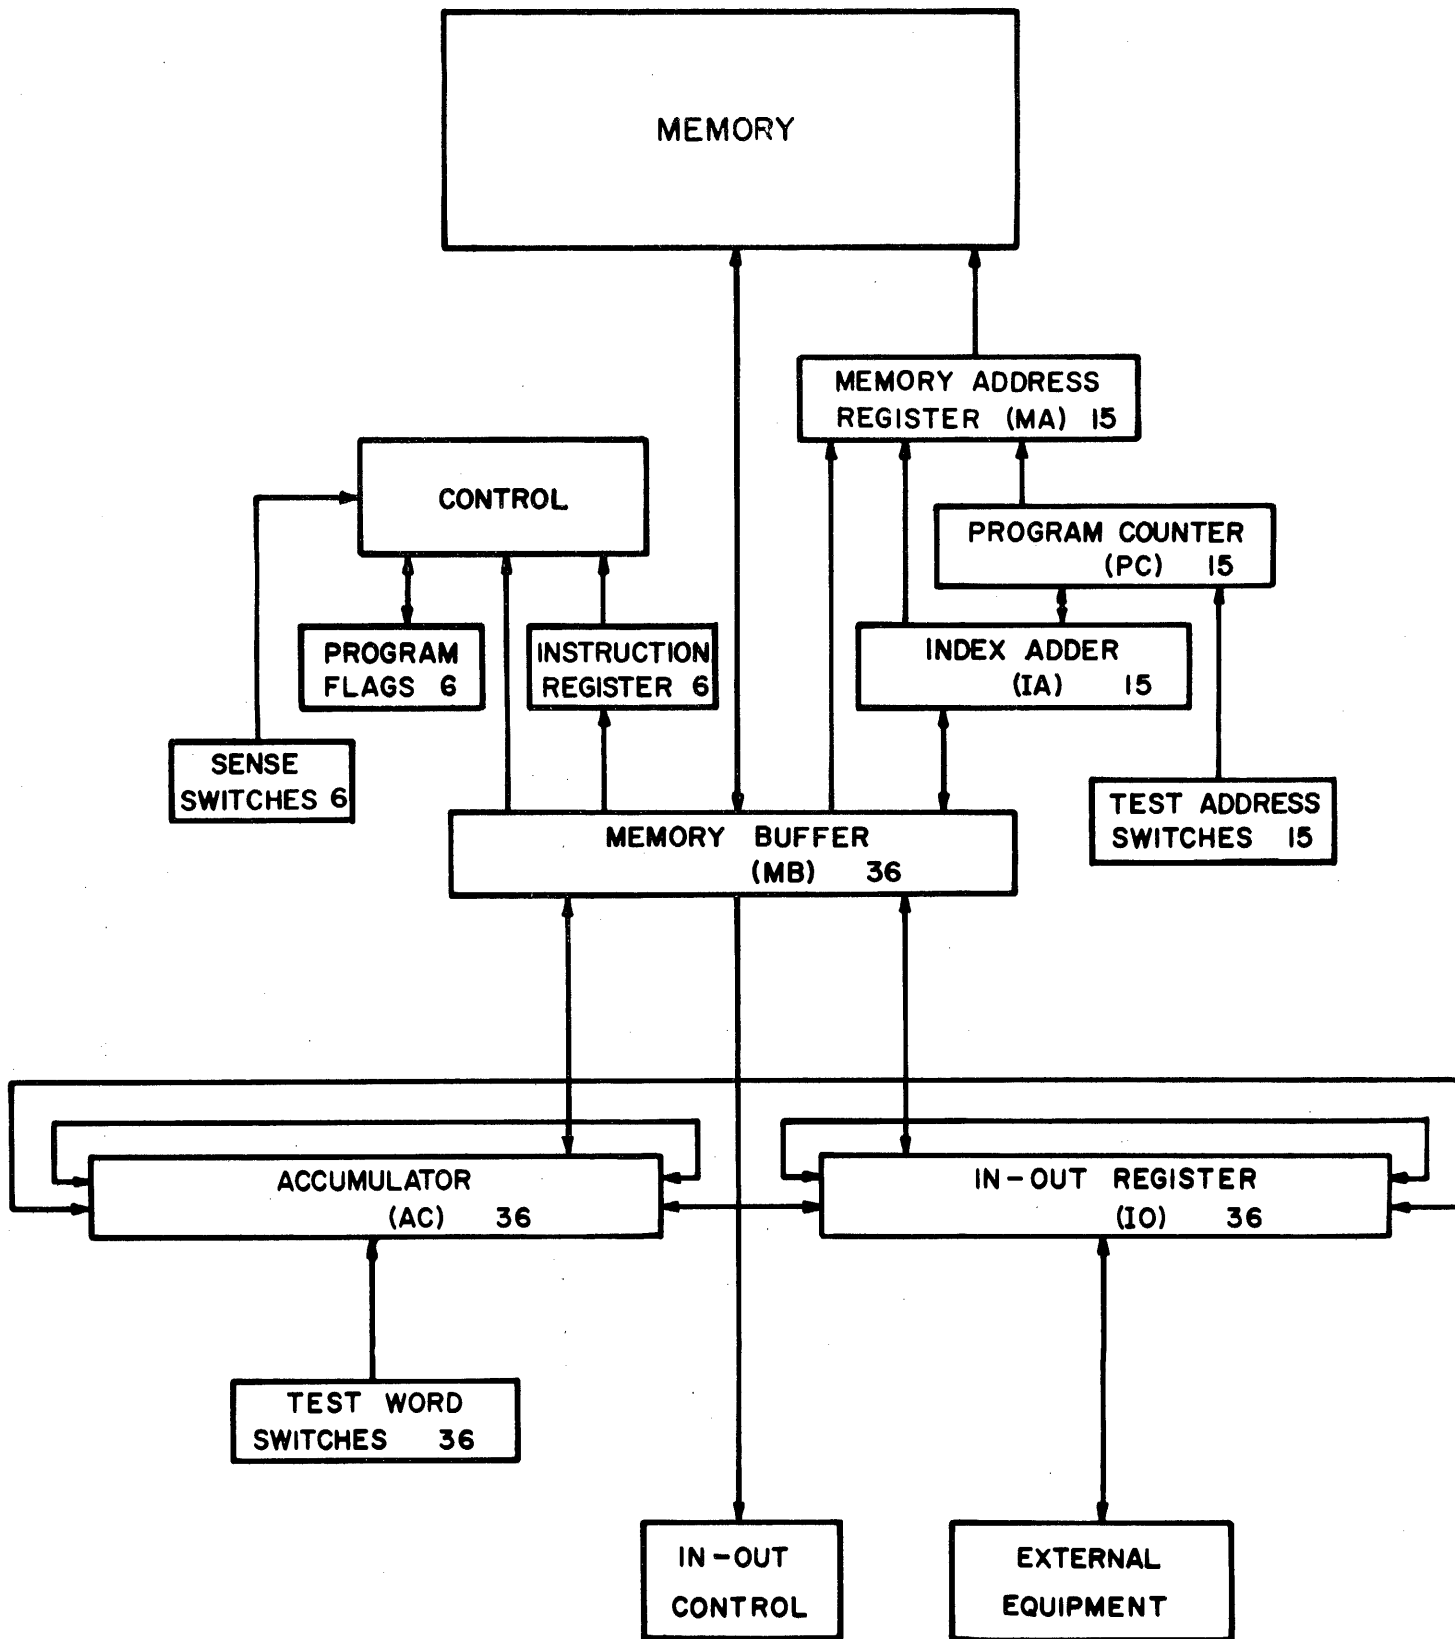 MEMORY
MEMORY ADDRESS
REGISTER (MA) 15
CONTROL
PROGRAM COUNTER
(PC) 15
PROGRAM
FLAGS 6
INSTRUCTION
REGISTER 6
INDEX ADDER
(IA) 15
SENSE
SWITCHES 6
TEST ADDRESS
SWITCHES 15
MEMORY BUFFER
(MB) 36
ACCUMULATOR
(AC) 36
IN-OUT REGISTER
(IO) 36
TEST WORD
SWITCHES 36
IN-OUT
CONTROL
EXTERNAL
EQUIPMENT